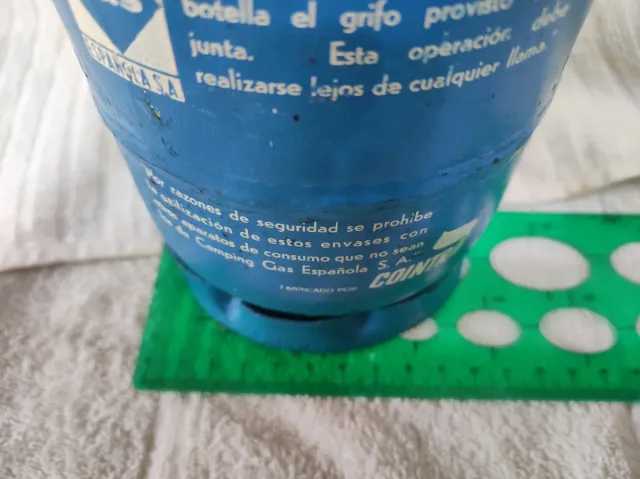 botella el grifo provisto
junta. Esta operación debe
realizarse lejos de cualquier llama.
ESPAÑOLA S.A.
Por razones de seguridad se prohibe
la utilización de estos envases con
aparatos de consumo que no sean
de Camping Gas Española S. A.
FABRICADO POR